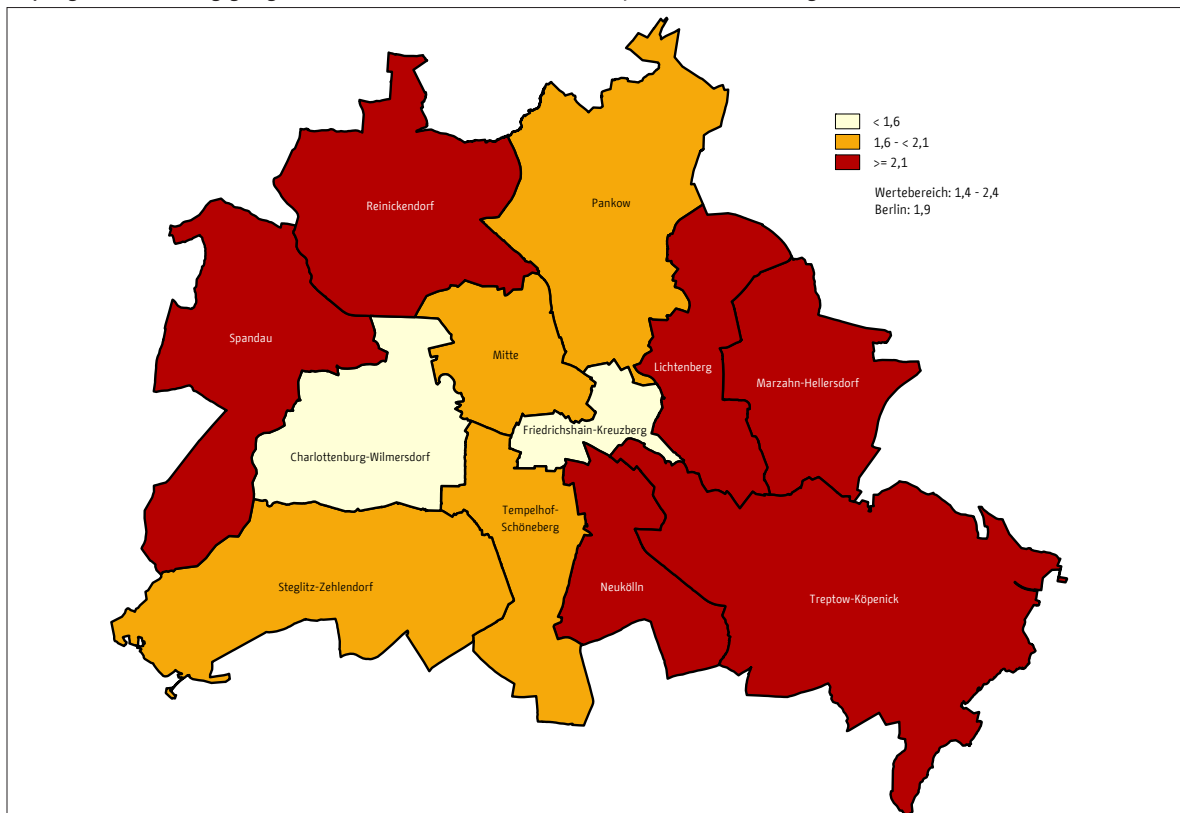 < 1,6
1,6 - < 2,1
>= 2,1
Wertebereich: 1,4 - 2,4
Berlin: 1,9
Reinickendorf
Pankow
Spandau
Mitte
Lichtenberg
Marzahn-Hellersdorf
Friedrichshain-Kreuzberg
Charlottenburg-Wilmersdorf
Tempelhof-
Schöneberg
Steglitz-Zehlendorf
Neukölln
Treptow-Köpenick